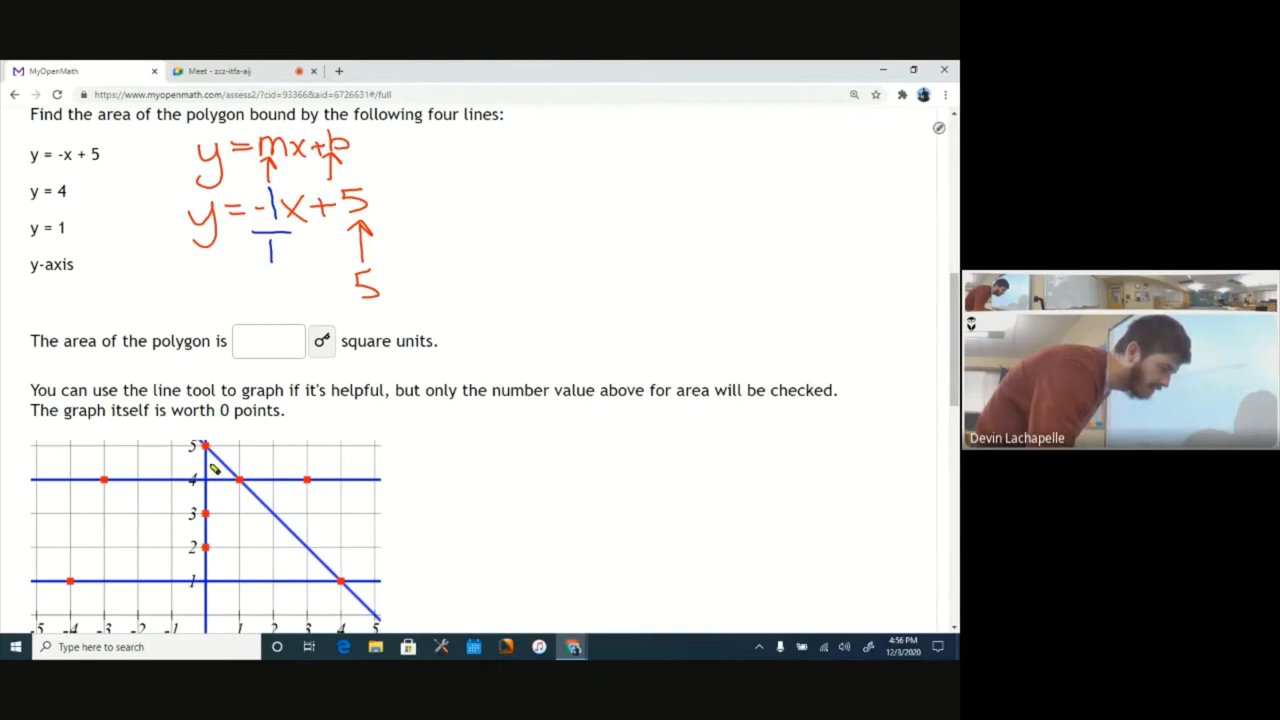 MyOpenMath
Meet - zcz-itfa-aij
https://www.myopenmath.com/assess2/?cid=93366&aid=6726631#/full
Find the area of the polygon bound by the following four lines:
y = -x + 5
y = 4
y = 1
y-axis
y = mx + b
y = -1x + 5
1
5
The area of the polygon is
square units.
You can use the line tool to graph if it's helpful, but only the number value above for area will be checked.
The graph itself is worth 0 points.
5
4
3
2
1
-5 -4 -3 -2 -1 1 2 3 4 5
Devin Lachapelle
Type here to search
4:56 PM
12/3/2020